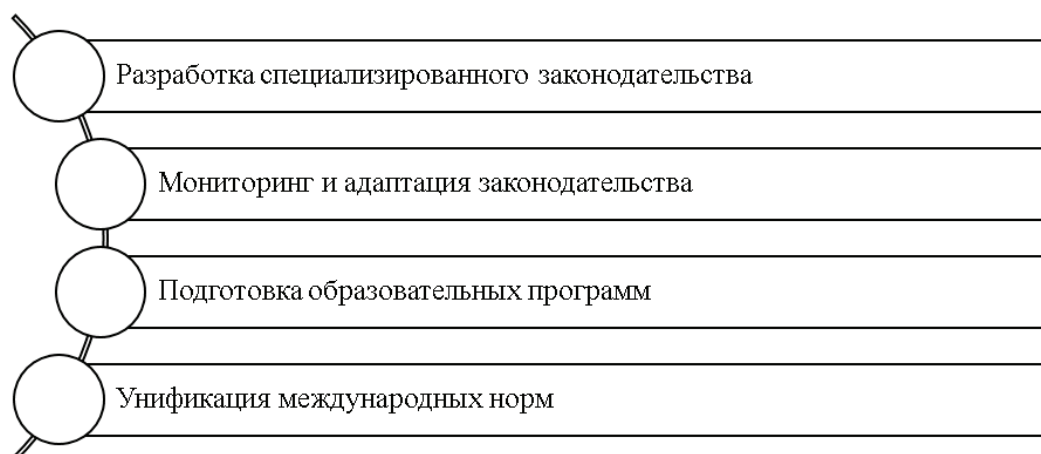 Разработка специализированного законодательства
Мониторинг и адаптация законодательства
Подготовка образовательных программ
Унификация международных норм